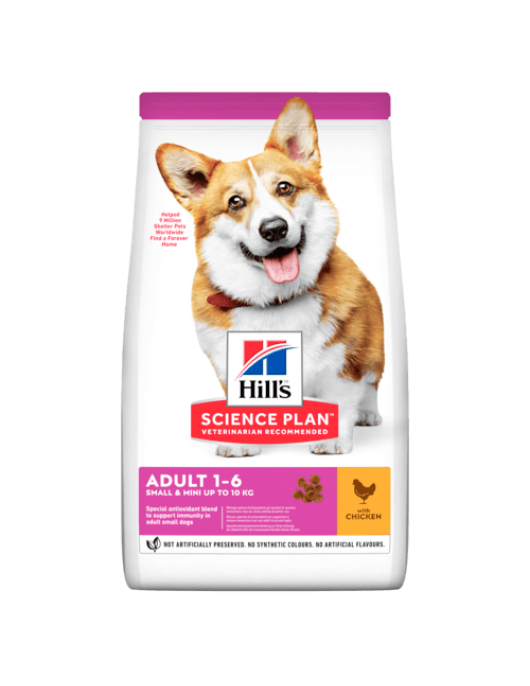 Helped
9 Million
Shelter Pets
Worldwide
Find a Forever
Home
Hill's™
SCIENCE PLAN™
VETERINARIAN RECOMMENDED
ADULT 1-6
SMALL & MINI UP TO 10 KG
Special antioxidant blend
to support immunity in
adult small dogs
with
CHICKEN
NOT ARTIFICIALLY PRESERVED. NO SYNTHETIC COLOURS. NO ARTIFICIAL FLAVOURS.